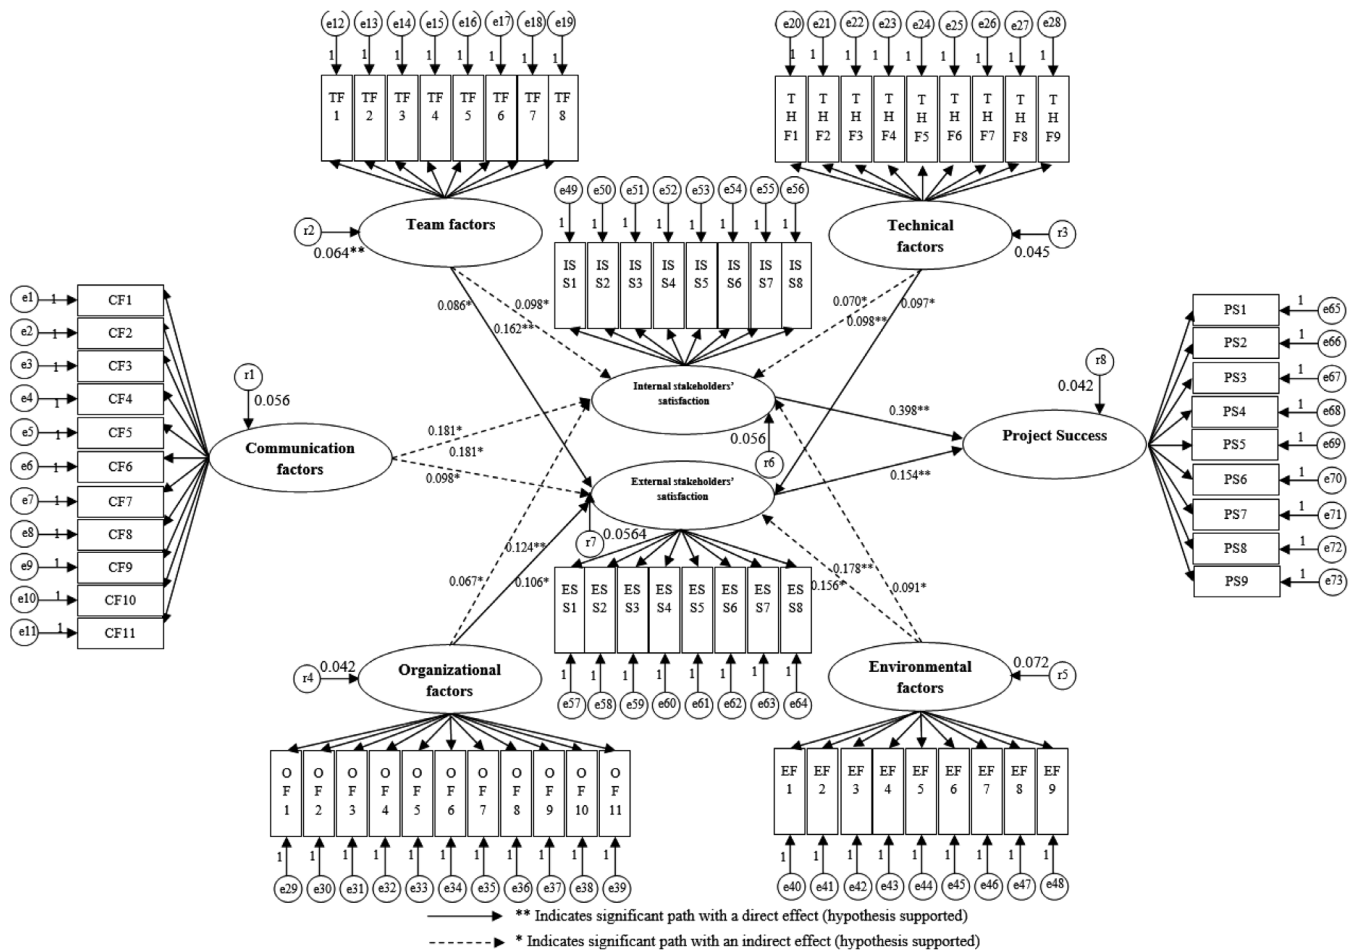 e12 e13 e14 e15 e16 e17 e18 e19
e20 e21 e22 e23 e24 e25 e26 e27 e28
1 1 1 1 1 1 1 1
1 1 1 1 1 1 1 1 1
TF 1
TF 2
TF 3
TF 4
TF 5
TF 6
TF 7
TF 8
T H F1
T H F2
T H F3
T H F4
T H F5
T H F6
T H F7
T H F8
T H F9
e49 e50 e51 e52 e53 e54 e55 e56
1 1 1 1 1 1 1 1
r2
0.064**
Team factors
Technical
factors
r3
0.045
IS S1
IS S2
IS S3
IS S4
IS S5
IS S6
IS S7
IS S8
0.086*
0.098*
0.162**
0.070*
0.097*
0.098**
e1 1 CF1
e2 1 CF2
e3 1 CF3
e4 1 CF4
e5 1 CF5
e6 1 CF6
e7 1 CF7
e8 1 CF8
e9 1 CF9
e10 1 CF10
e11 1 CF11
r1
0.056
Communication
factors
0.181*
0.181*
0.098*
Internal stakeholders'
satisfaction
0.056
r6
External stakeholders'
satisfaction
r7
0.0564
0.398**
0.154**
r8
0.042
Project Success
PS1 1 e65
PS2 1 e66
PS3 1 e67
PS4 1 e68
PS5 1 e69
PS6 1 e70
PS7 1 e71
PS8 1 e72
PS9 1 e73
0.124**
0.067*
0.106*
0.178**
0.156*
0.091*
ES S1
ES S2
ES S3
ES S4
ES S5
ES S6
ES S7
ES S8
1 1 1 1 1 1 1 1
e57 e58 e59 e60 e61 e62 e63 e64
r4
0.042
Organizational
factors
Environmental
factors
0.072
r5
O F 1
O F 2
O F 3
O F 4
O F 5
O F 6
O F 7
O F 8
O F 9
O F 10
O F 11
EF 1
EF 2
EF 3
EF 4
EF 5
EF 6
EF 7
EF 8
EF 9
1 1 1 1 1 1 1 1 1 1 1
1 1 1 1 1 1 1 1 1
e29 e30 e31 e32 e33 e34 e35 e36 e37 e38 e39
e40 e41 e42 e43 e44 e45 e46 e47 e48
** Indicates significant path with a direct effect (hypothesis supported)
* Indicates significant path with an indirect effect (hypothesis supported)